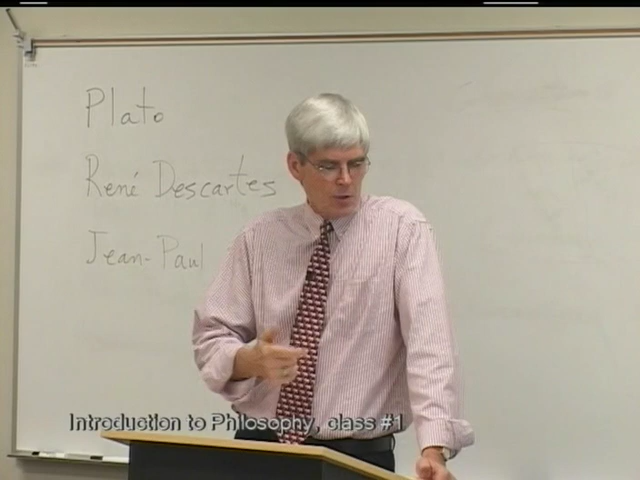 Plato
René Descartes
Jean-Paul
Introduction to Philosophy, class #1